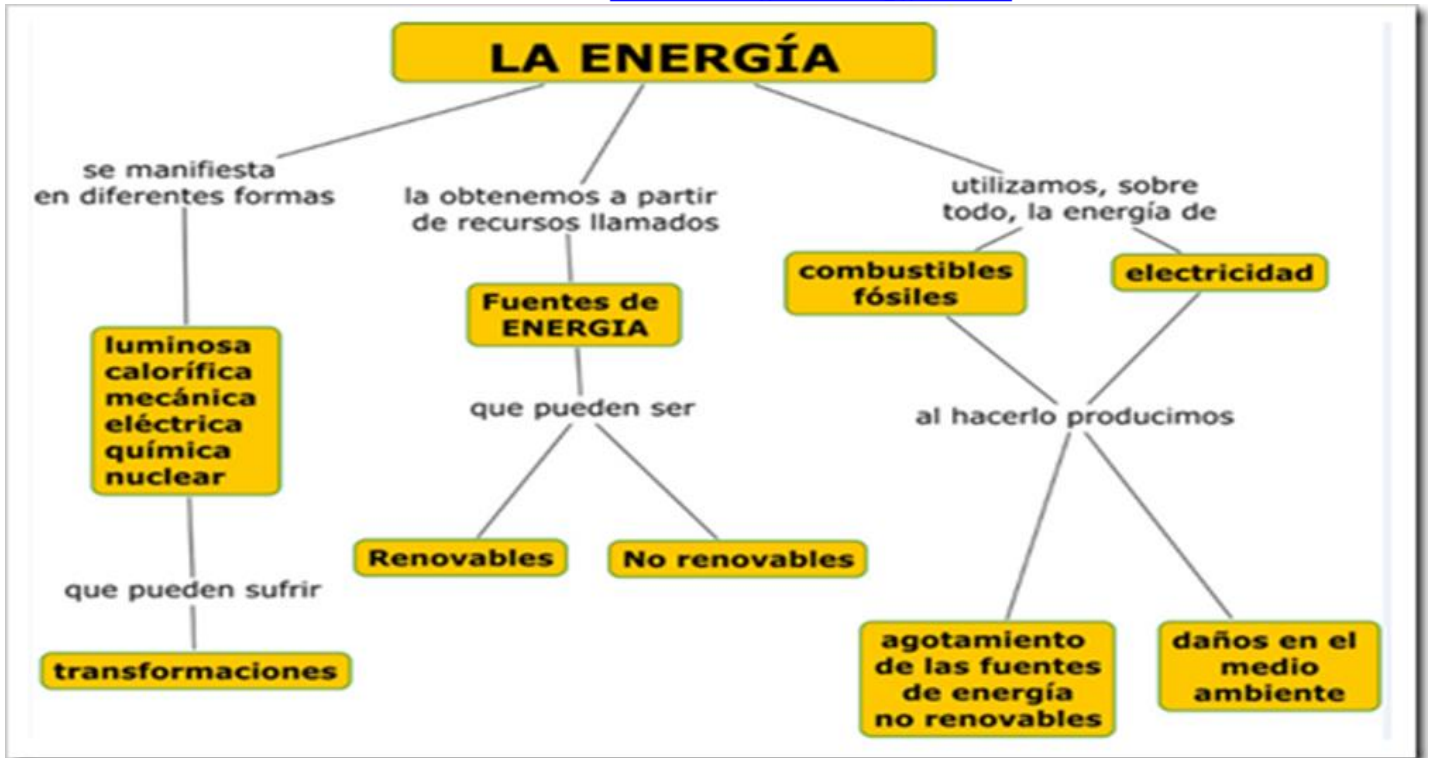 LA ENERGÍA
se manifiesta
en diferentes formas
luminosa
calorífica
mecánica
eléctrica
química
nuclear
que pueden sufrir
transformaciones
la obtenemos a partir
de recursos llamados
Fuentes de
ENERGIA
que pueden ser
Renovables
No renovables
utilizamos, sobre
todo, la energía de
combustibles
fósiles
electricidad
al hacerlo producimos
agotamiento
de las fuentes
de energía
no renovables
daños en el
medio
ambiente